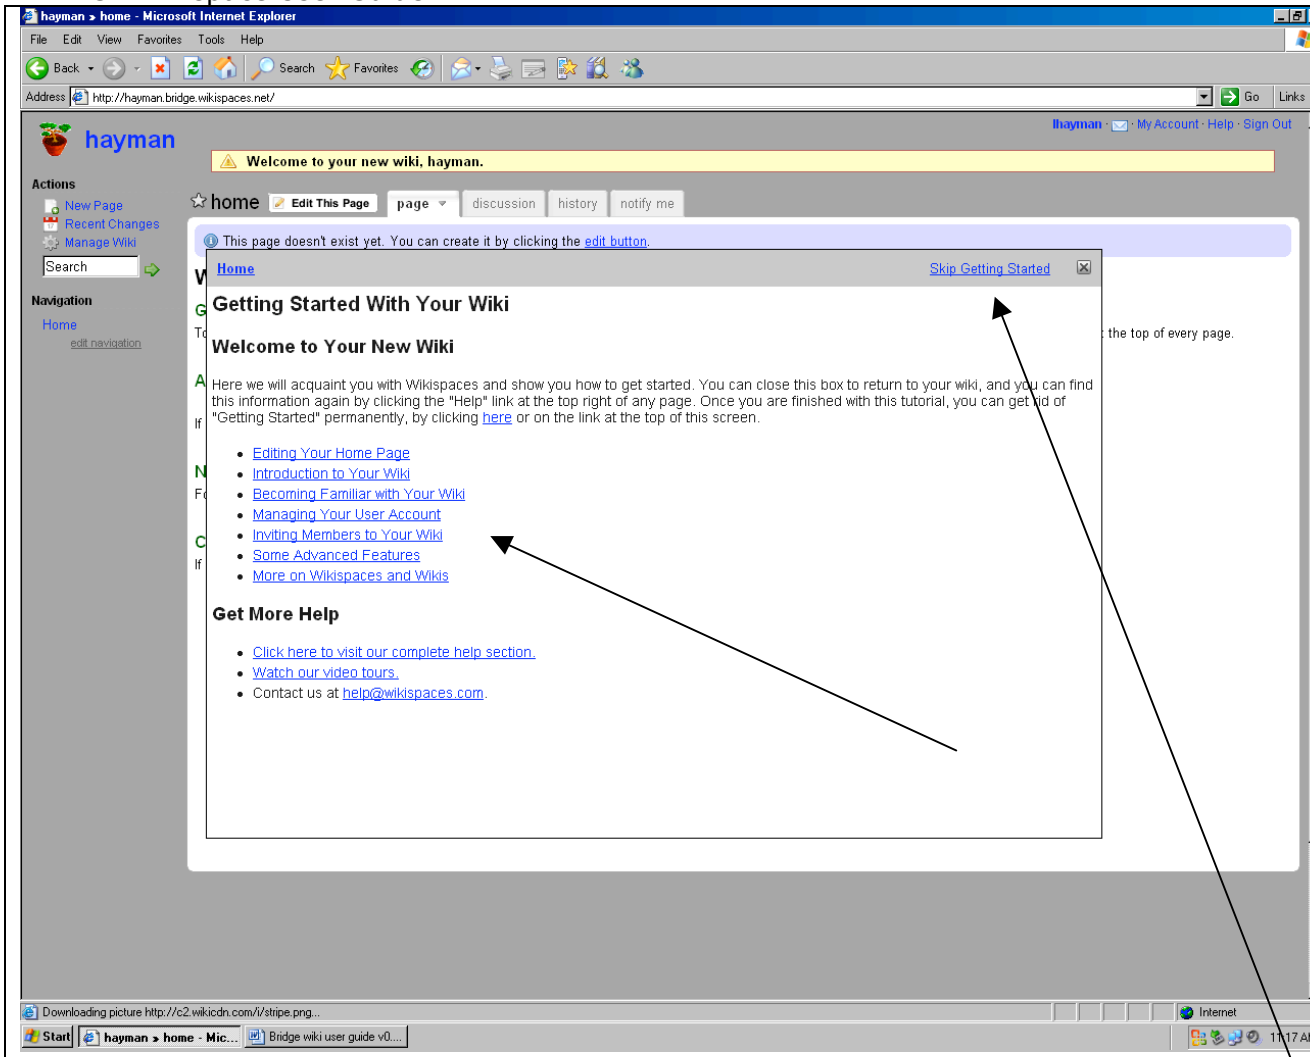 hayman > home - Microsoft Internet Explorer
File Edit View Favorites Tools Help
Back Search Favorites
Address http://hayman.bridge.wikispaces.net/ Go Links
hayman
lhayman · My Account · Help · Sign Out
Welcome to your new wiki, hayman.
Actions
New Page
Recent Changes
Manage Wiki
Search
Navigation
Home
edit navigation
home Edit This Page page discussion history notify me
This page doesn't exist yet. You can create it by clicking the edit button.
Home Skip Getting Started
Getting Started With Your Wiki
the top of every page.
Welcome to Your New Wiki
Here we will acquaint you with Wikispaces and show you how to get started. You can close this box to return to your wiki, and you can find
this information again by clicking the "Help" link at the top right of any page. Once you are finished with this tutorial, you can get rid of
"Getting Started" permanently, by clicking here or on the link at the top of this screen.
If
Editing Your Home Page
Introduction to Your Wiki
Becoming Familiar with Your Wiki
Managing Your User Account
Inviting Members to Your Wiki
Some Advanced Features
More on Wikispaces and Wikis
If
Get More Help
Click here to visit our complete help section.
Watch our video tours.
Contact us at help@wikispaces.com.
Downloading picture http://c2.wikicdn.com/i/stripe.png... Internet
Start hayman > home - Mic... Bridge wiki user guide v0.... 11:17 A